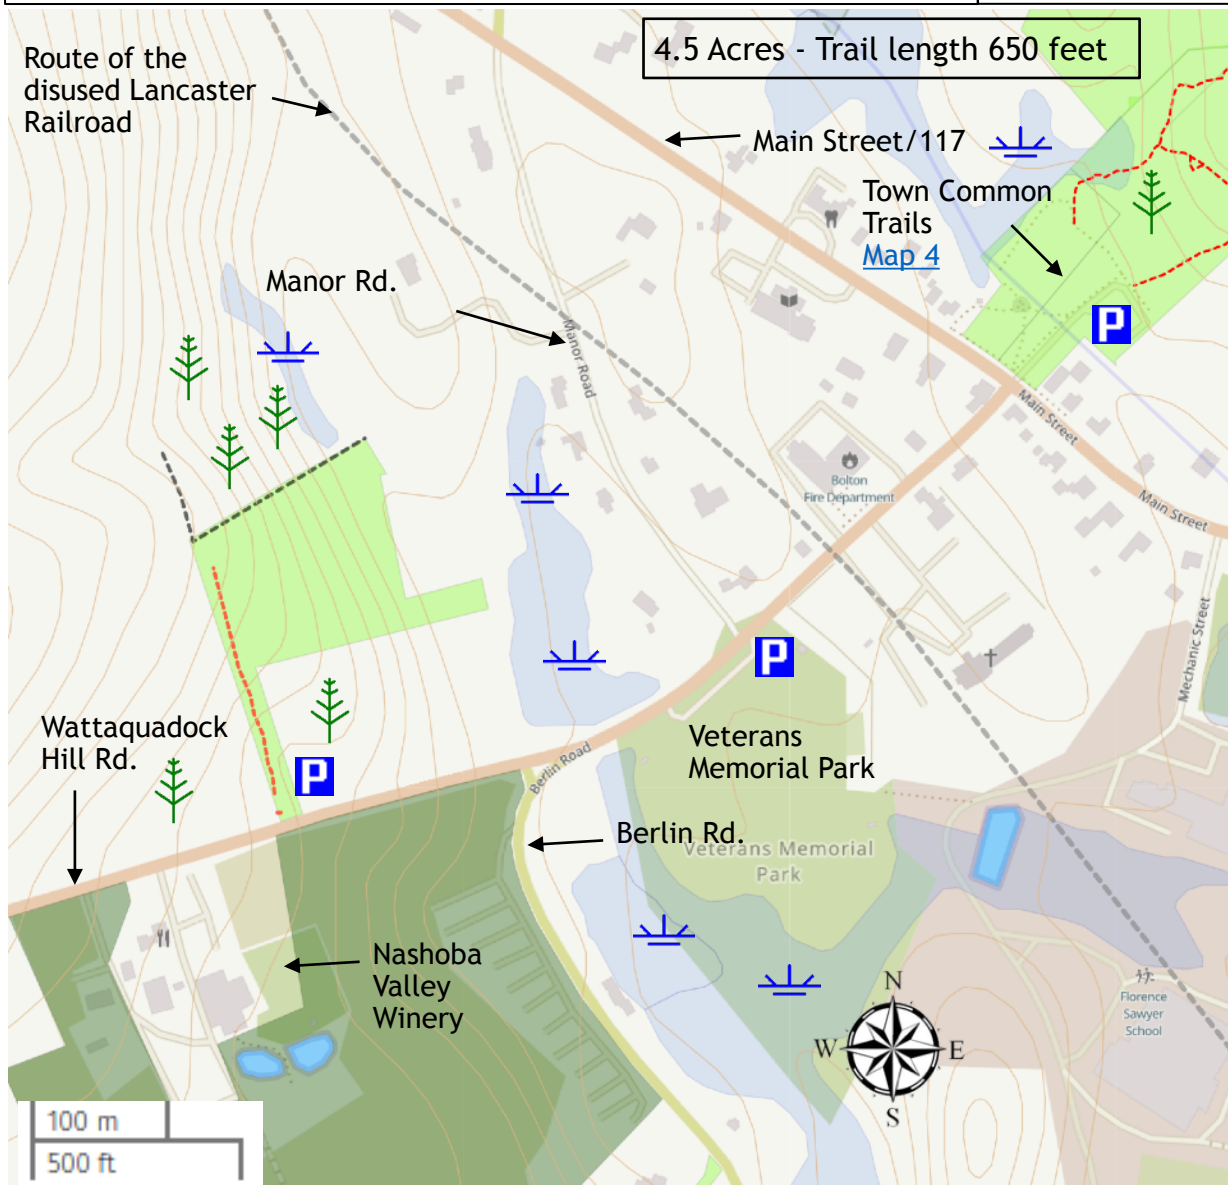 4.5 Acres - Trail length 650 feet
Route of the
disused Lancaster
Railroad
Main Street/117
Town Common
Trails
Map 4
P
Manor Rd.
Manor Road
Main Street
Main Street
Bolton
Fire Department
Mechanic Street
P
Wattaquadock
Hill Rd.
P
Veterans
Memorial Park
Berlin Road
Berlin Rd.
Veterans Memorial
Park
Nashoba
Valley
Winery
N
W
E
S
Florence
Sawyer
School
100 m
500 ft